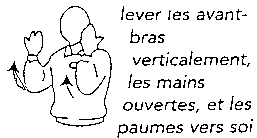 lever les avant-
bras
verticalement,
les mains
ouvertes, et les
paumes vers soi